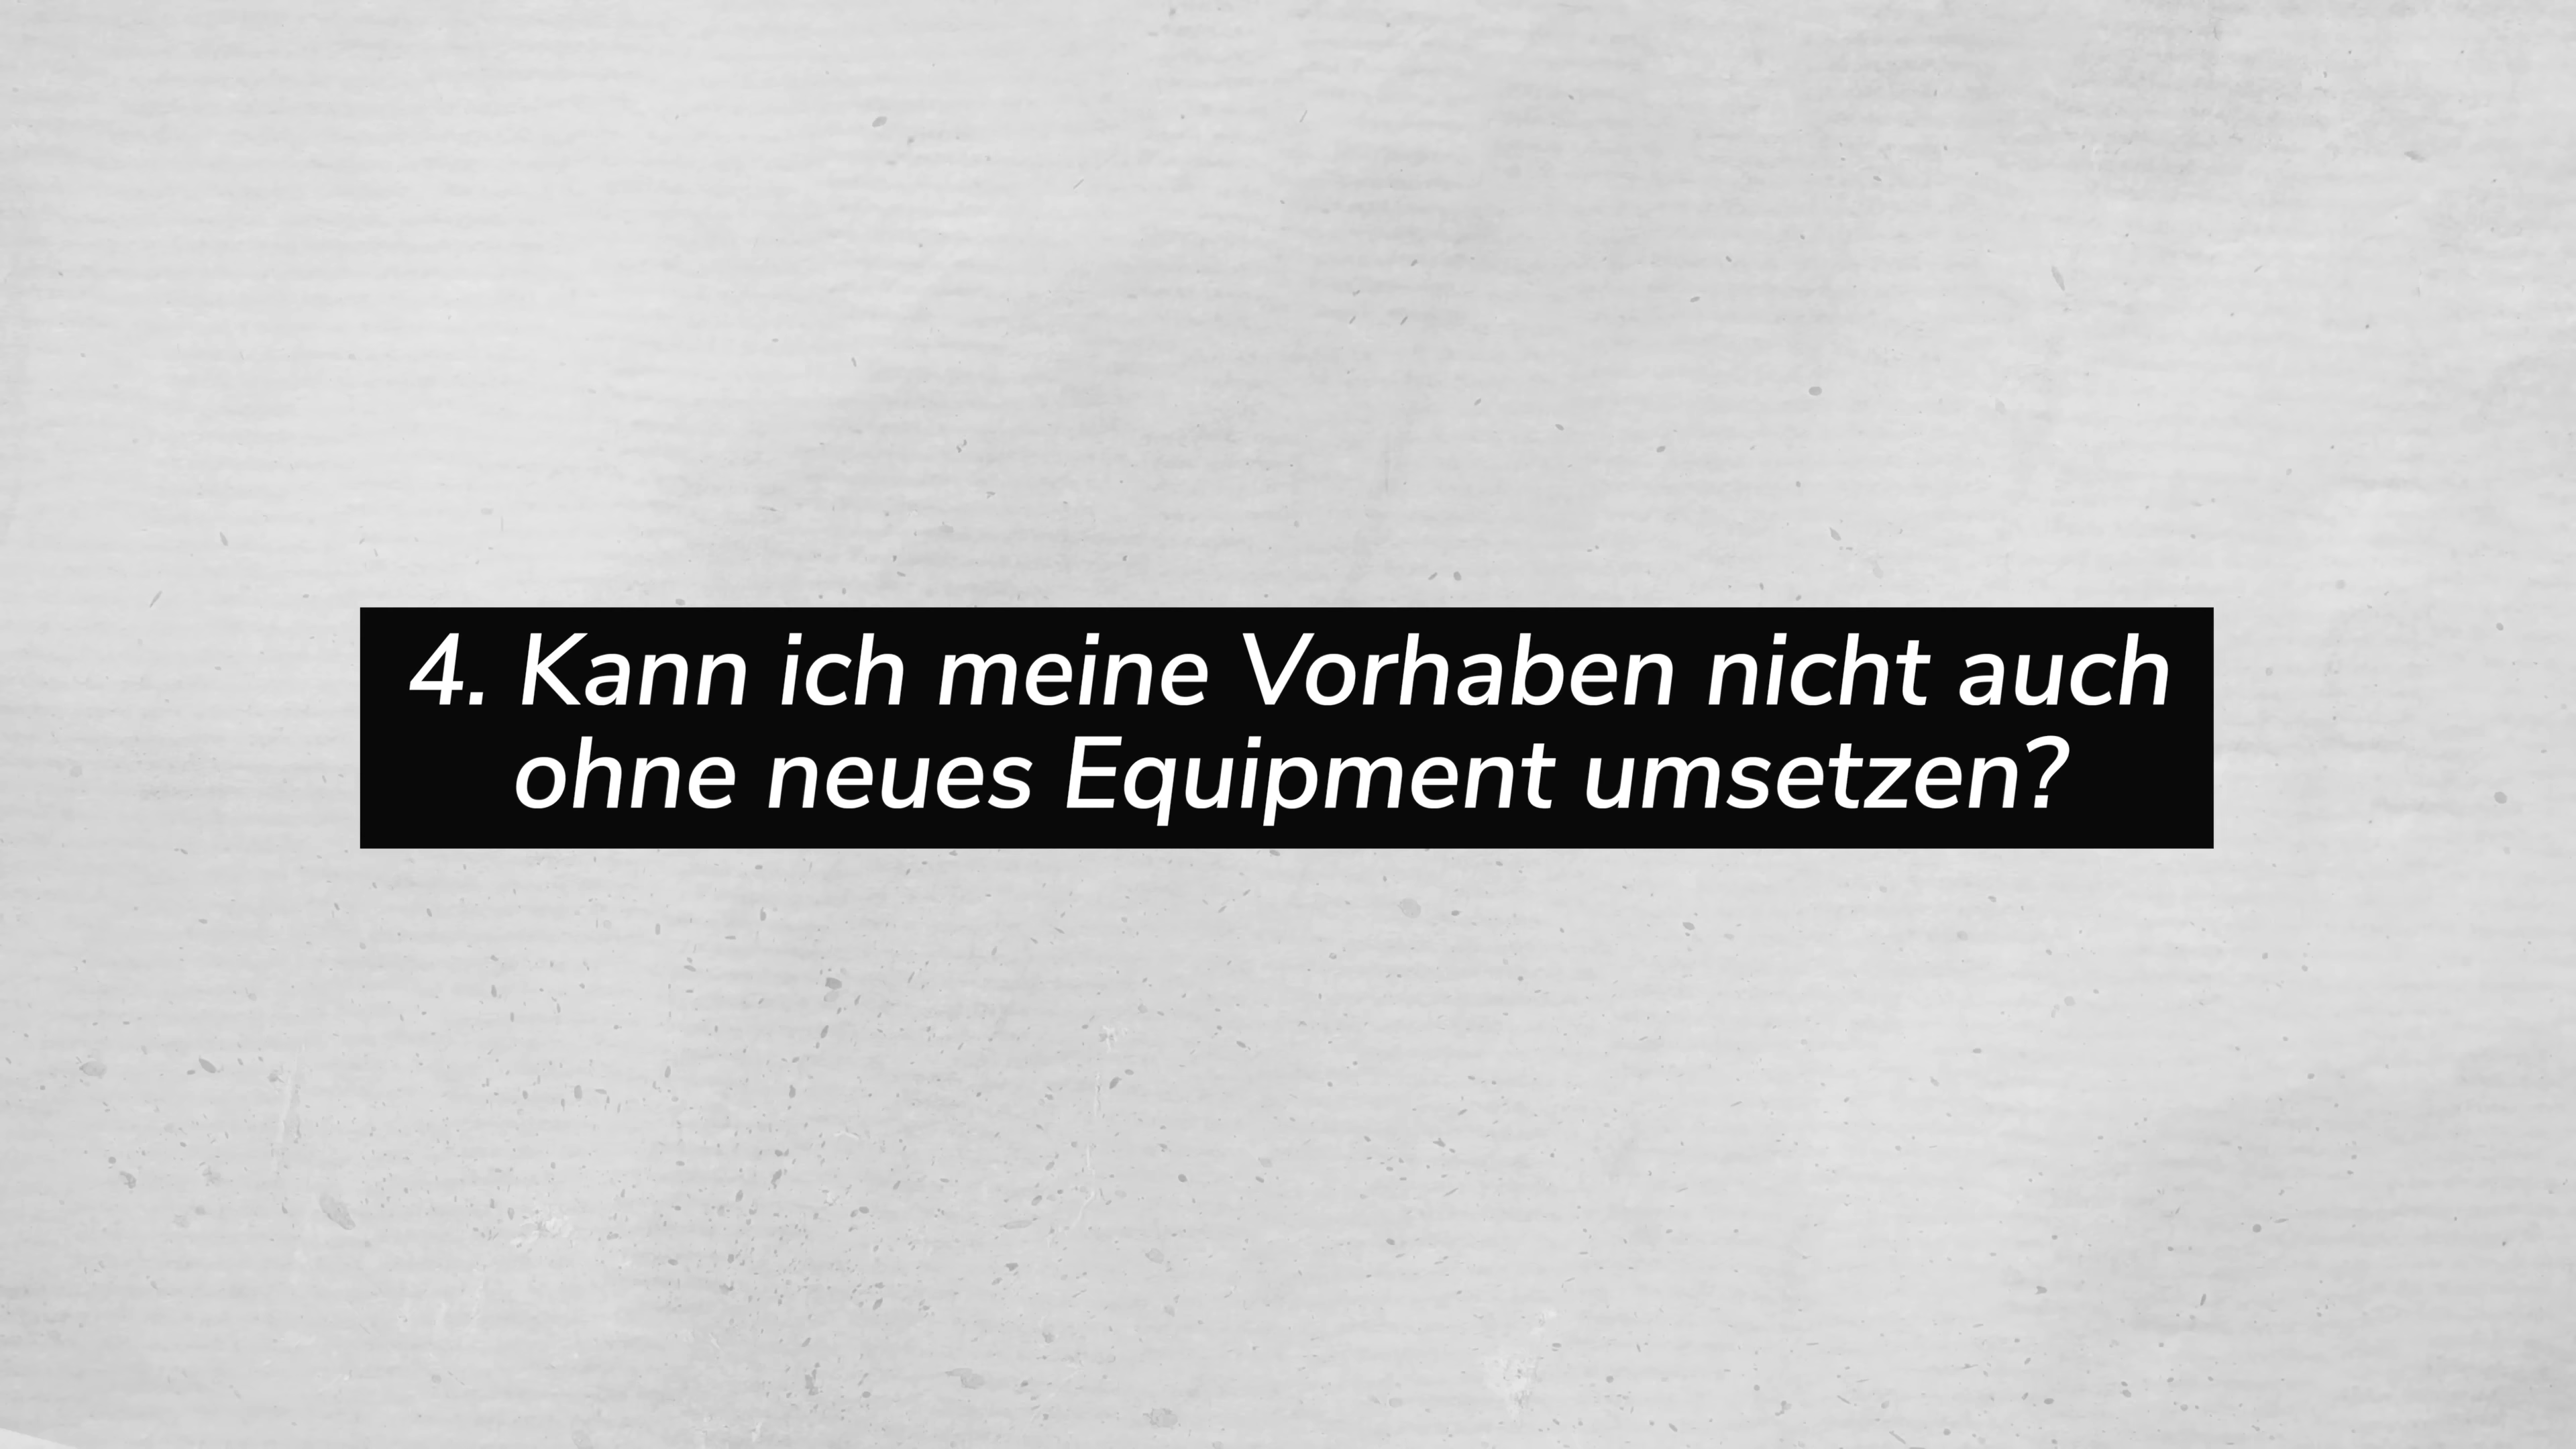 4. Kann ich meine Vorhaben nicht auch
ohne neues Equipment umsetzen?